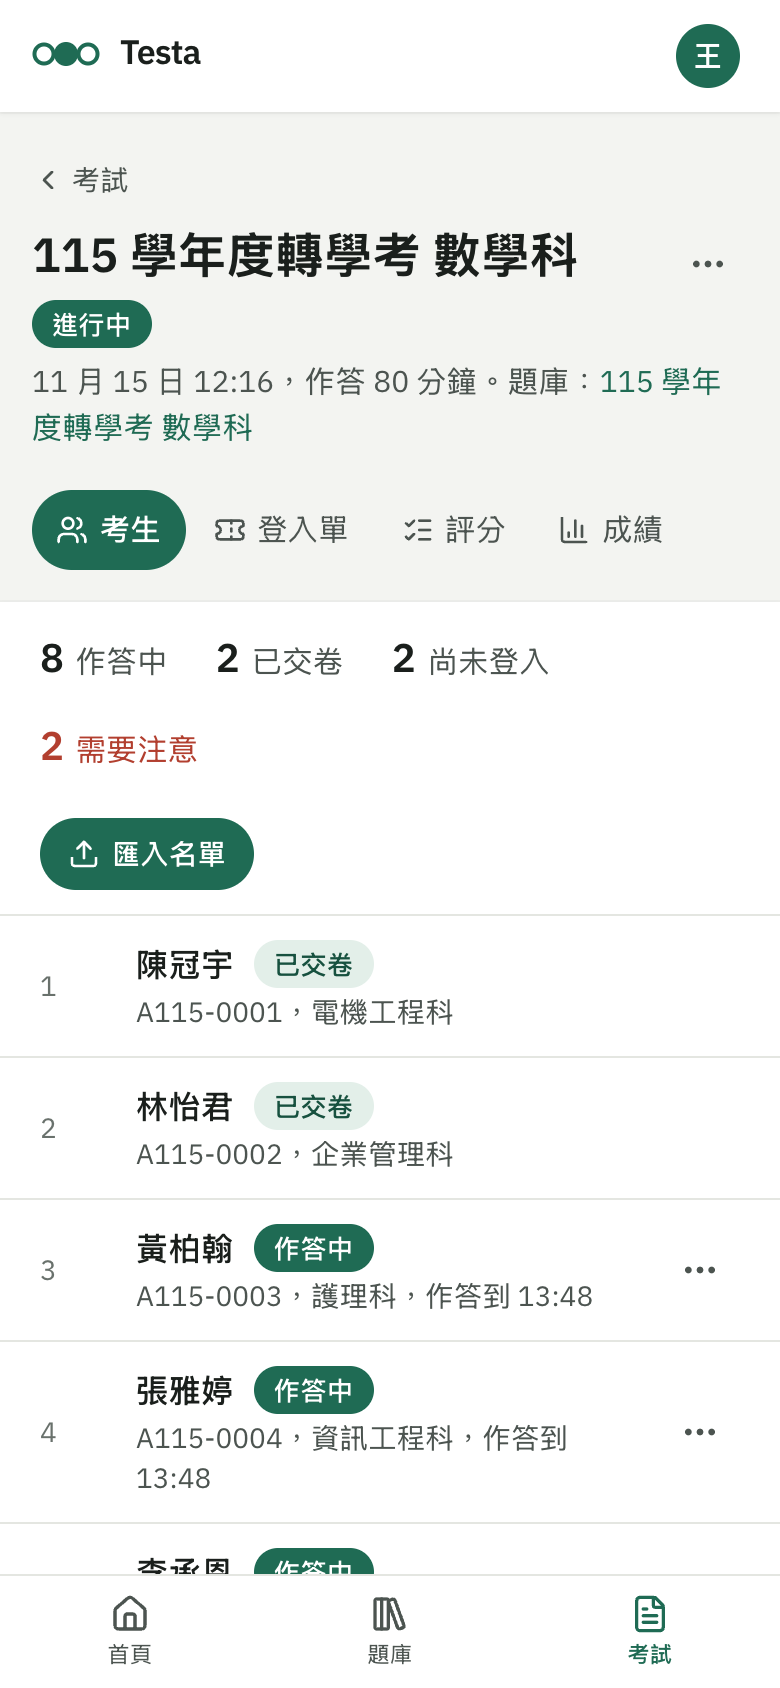 Testa
王
考試
115 學年度轉學考 數學科
進行中
11 月 15 日 12:16，作答 80 分鐘。題庫：115 學年
度轉學考 數學科
考生 登入單 評分 成績
8 作答中 2 已交卷 2 尚未登入
2 需要注意
匯入名單
1
陳冠宇 已交卷
A115-0001，電機工程科
2
林怡君 已交卷
A115-0002，企業管理科
3
黃柏翰 作答中
A115-0003，護理科，作答到 13:48
4
張雅婷 作答中
A115-0004，資訊工程科，作答到
13:48
李承恩 作答中
首頁 題庫 考試